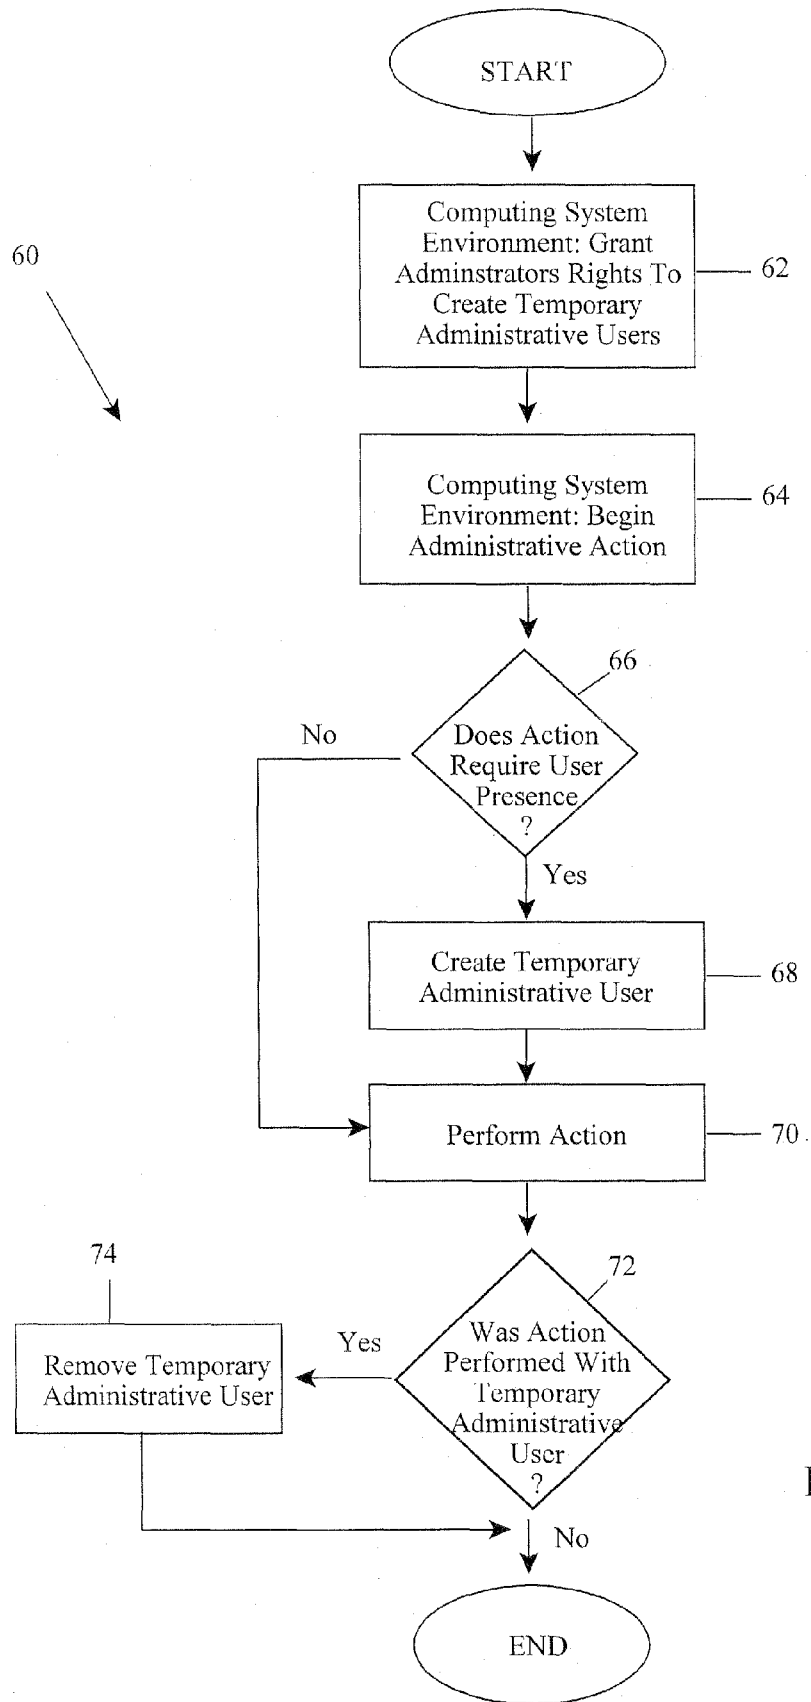 START
Computing System
Environment: Grant
Adminstrators Rights To
Create Temporary
Administrative Users
62
60
Computing System
Environment: Begin
Administrative Action
64
66
Does Action
Require User
Presence
?
No
Yes
Create Temporary
Administrative User
68
Perform Action
70
72
Was Action
Performed With
Temporary
Administrative
User
?
74
Yes
Remove Temporary
Administrative User
No
END